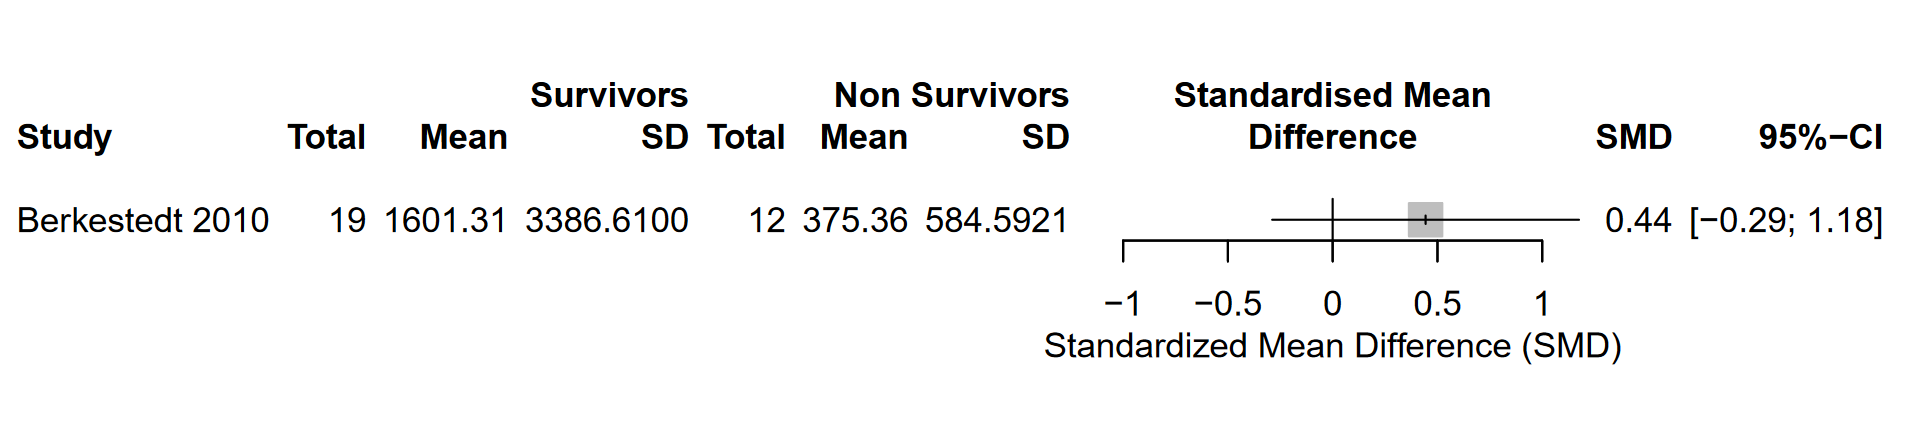 Survivors Non Survivors Standardised Mean
Study Total Mean SD Total Mean SD Difference SMD 95%−CI
Berkestedt 2010 19 1601.31 3386.6100 12 375.36 584.5921 0.44 [−0.29; 1.18]
−1 −0.5 0 0.5 1
Standardized Mean Difference (SMD)